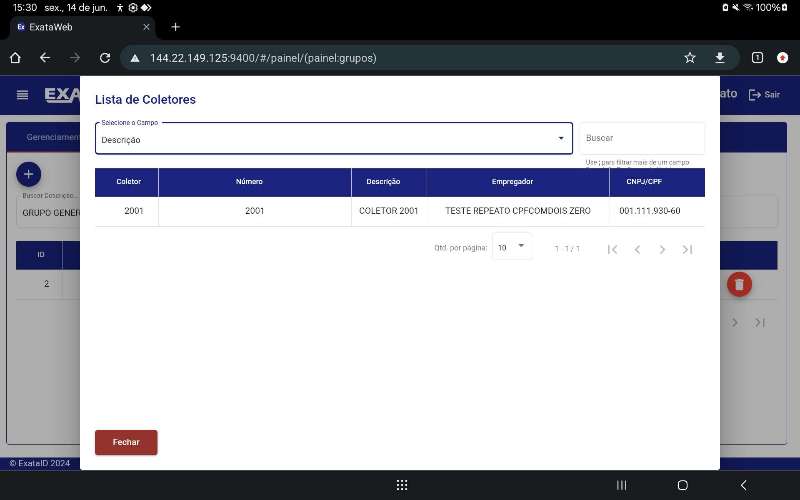 15:30 sex., 14 de jun.
100%
ExataWeb
144.22.149.125:9400/#/painel/(painel:grupos)
1
EXA
ato
Sair
Lista de Coletores
Gerenciament
Selecione o Campo
Descrição
Buscar
Use ; para filtrar mais de um campo
Buscar Descrição...
GRUPO GENER
Coletor Número Descrição Empregador CNPJ/CPF
2001 2001 COLETOR 2001 TESTE REPEATO CPFCOMDOIS ZERO 001.111.930-60
Qtd. por página: 10 1 - 1 / 1
ID
2
Fechar
© ExataID 2024